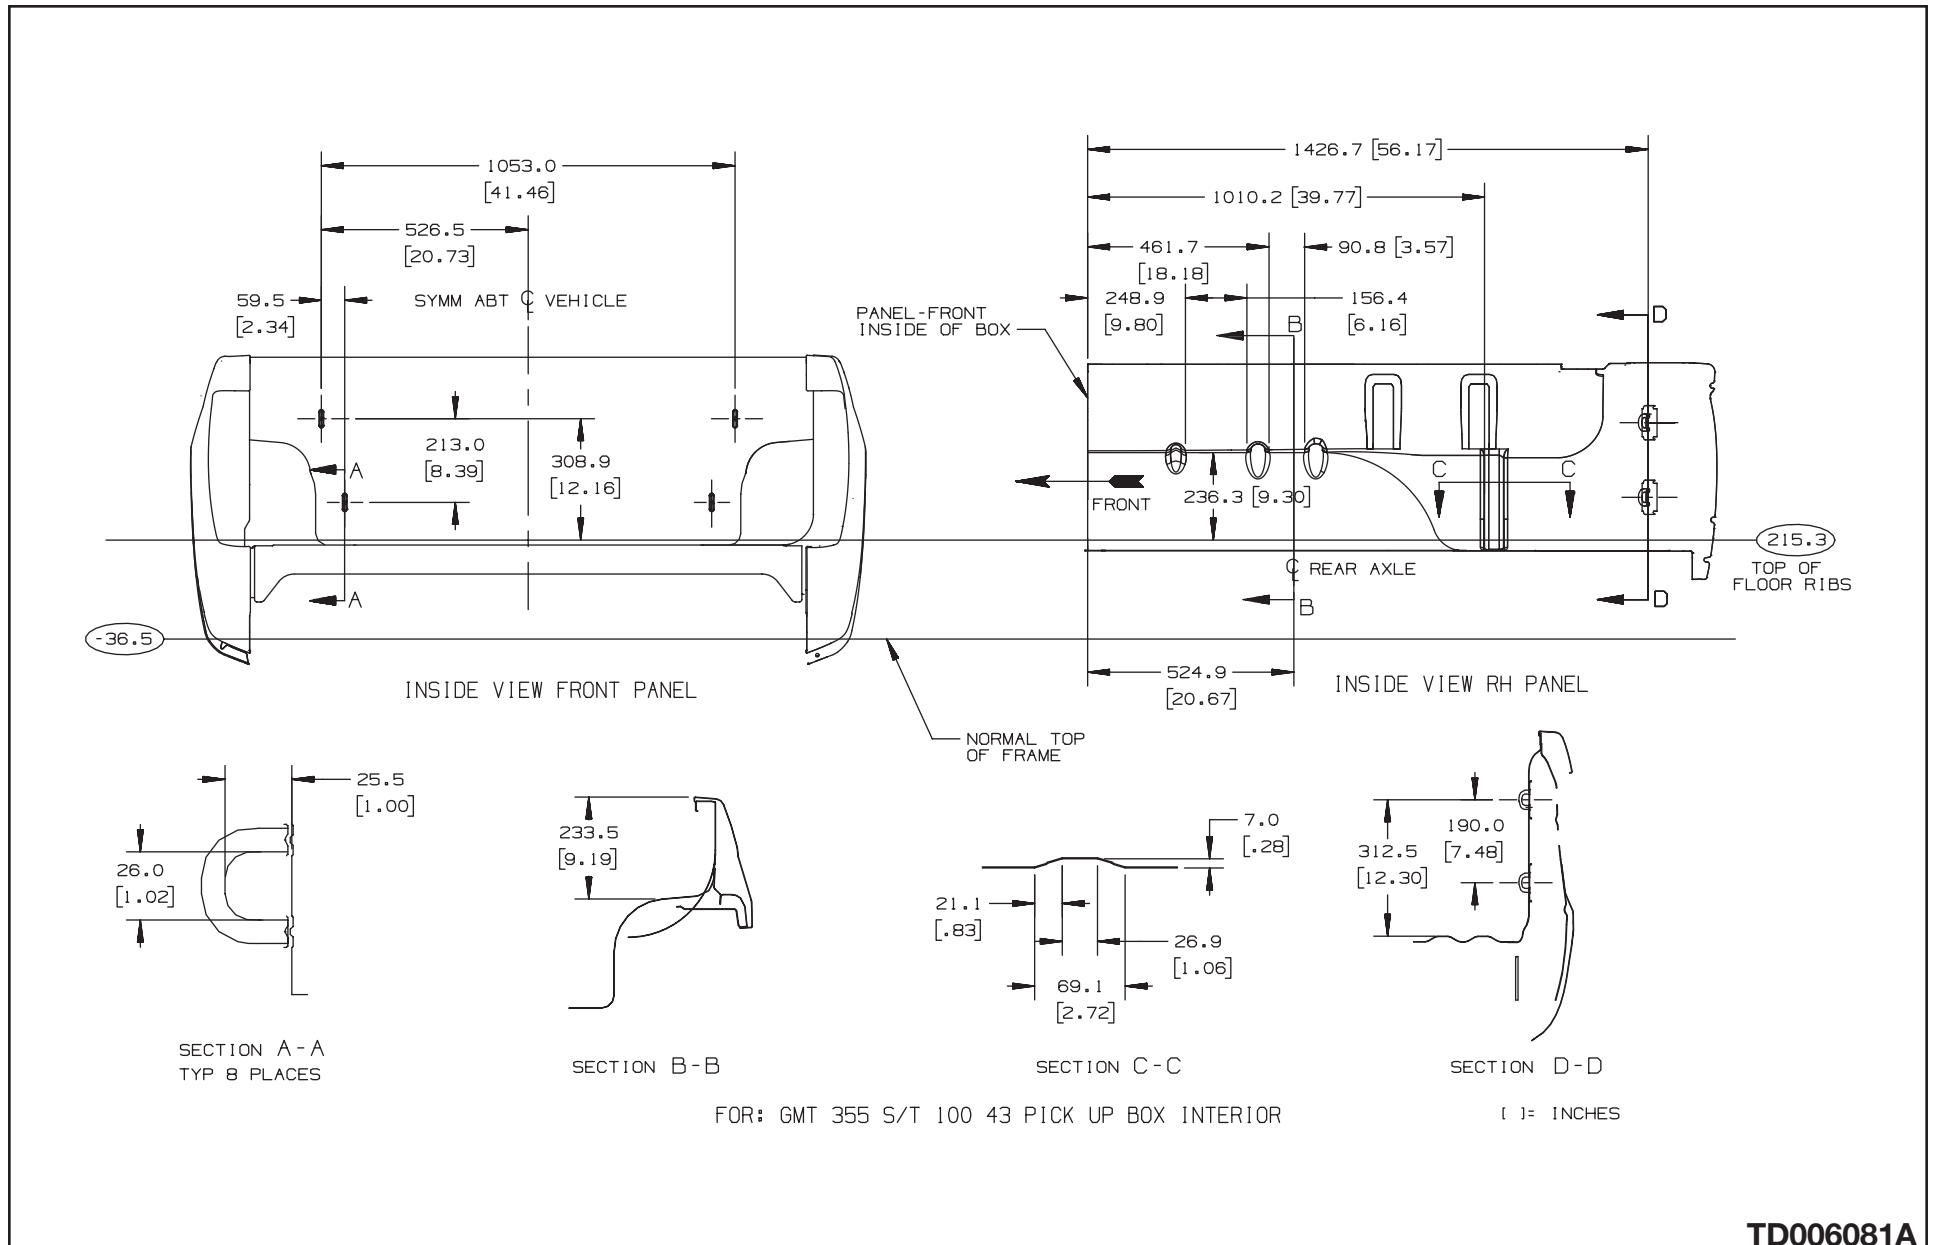 1053.0
[41.46]
526.5
[20.73]
59.5
[2.34]
SYMM ABT ℄ VEHICLE
213.0
[8.39]
308.9
[12.16]
A
A
-36.5
INSIDE VIEW FRONT PANEL
1426.7 [56.17]
1010.2 [39.77]
461.7
[18.18]
90.8 [3.57]
248.9
[9.80]
156.4
[6.16]
PANEL-FRONT
INSIDE OF BOX
B
D
C
C
FRONT
236.3 [9.30]
215.3
TOP OF
FLOOR RIBS
℄ REAR AXLE
B
D
524.9
[20.67]
INSIDE VIEW RH PANEL
NORMAL TOP
OF FRAME
25.5
[1.00]
26.0
[1.02]
SECTION A-A
TYP 8 PLACES
233.5
[9.19]
SECTION B-B
7.0
[.28]
21.1
[.83]
26.9
[1.06]
69.1
[2.72]
SECTION C-C
190.0
[7.48]
312.5
[12.30]
SECTION D-D
FOR: GMT 355 S/T 100 43 PICK UP BOX INTERIOR
[ ]= INCHES
TD006081A